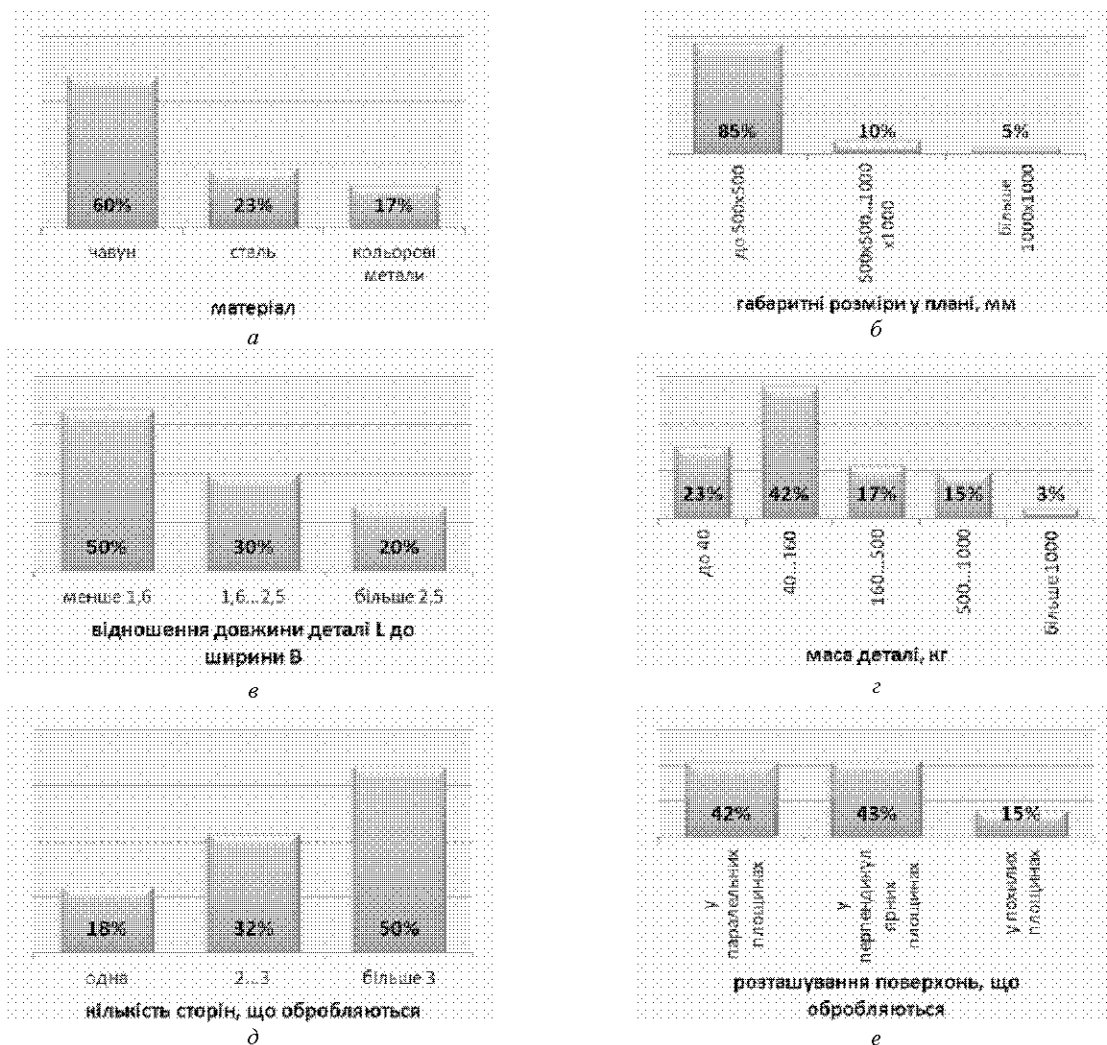 60%
23%
17%
чавун
сталь
кольорові
метали
матеріал
а
85%
10%
5%
до 500х500
500х500...1000
х1000
більше
1000х1000
габаритні розміри у плані, мм
б
50%
30%
20%
менше 1,6
1,6...2,5
більше 2,5
відношення довжини деталі L до
ширини В
в
23%
42%
17%
15%
3%
до 40
40...160
160...500
500...1000
більше 1000
маса деталі, кг
г
18%
32%
50%
одна
2...3
більше 3
кількість сторін, що обробляються
д
42%
43%
15%
у
паралельних
площинах
у
перпендикул
ярних
площинах
у похилих
площинах
розташування поверхонь, що
обробляються
е